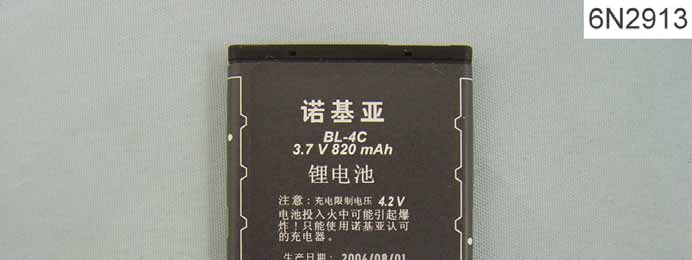 6N2913
诺基亚
BL-4C
3.7 V 820 mAh
锂电池
注意：充电限制电压 4.2 V
电池投入火中可能引起爆
炸！只能使用诺基亚认可
的充电器。
生产日期：2006/08/01